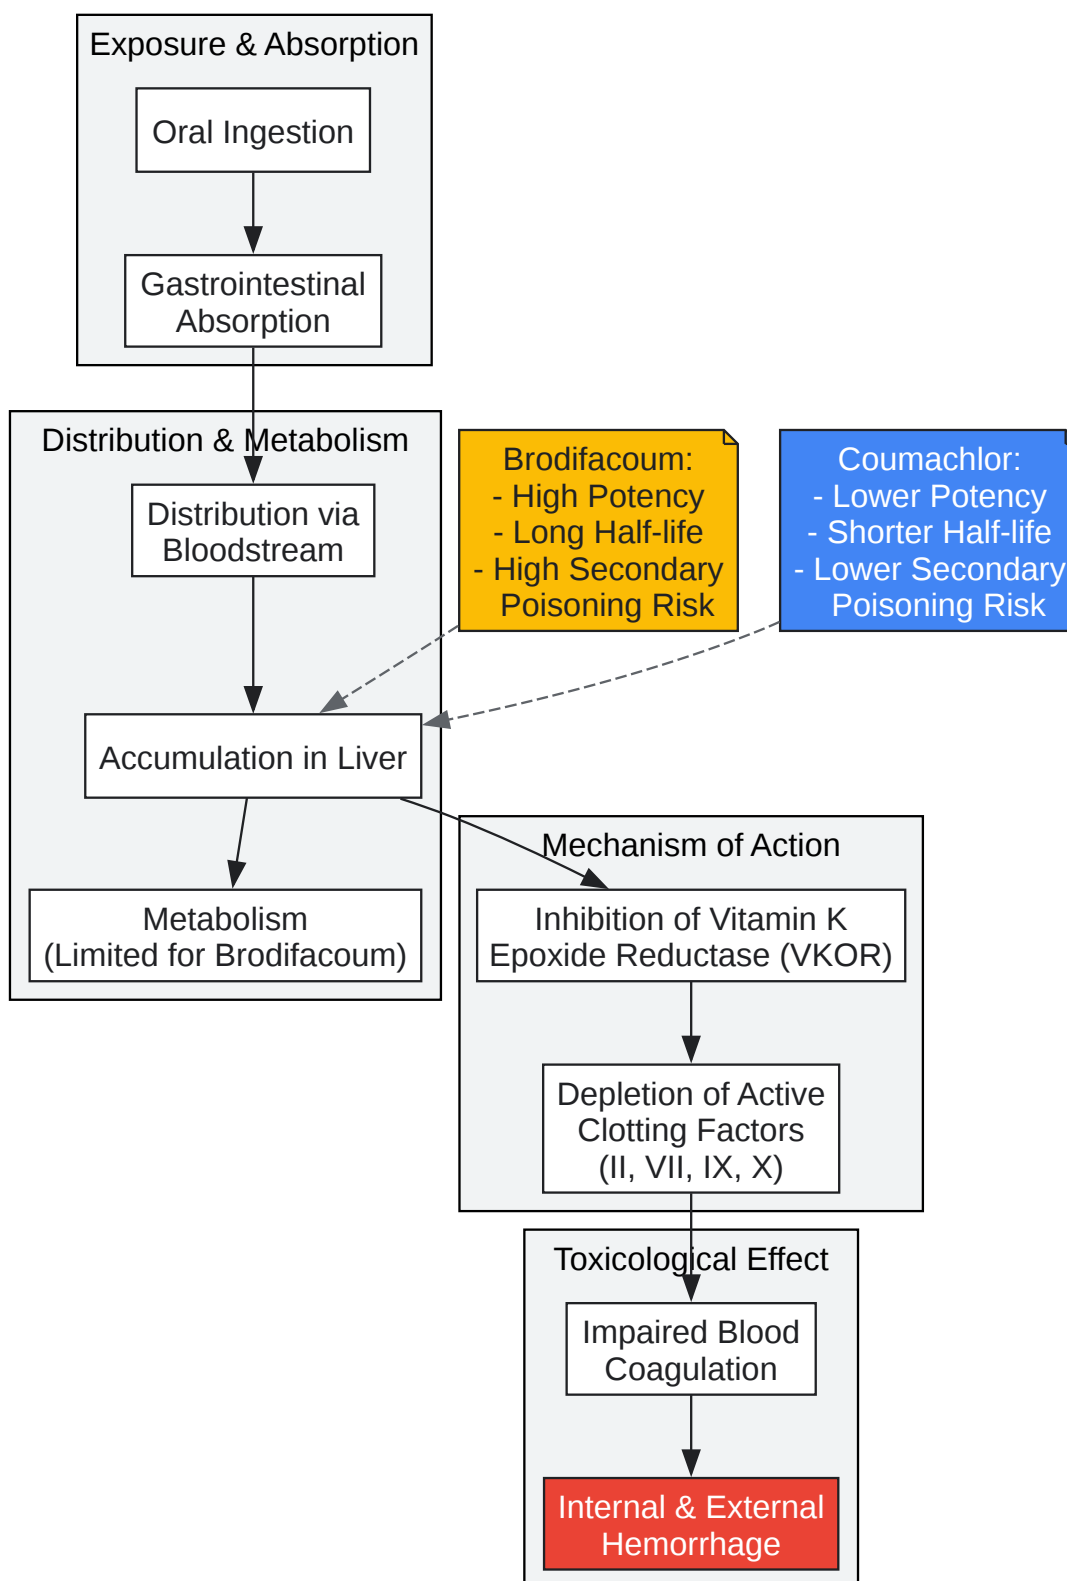 Exposure & Absorption
Oral Ingestion
Gastrointestinal
Absorption
Distribution & Metabolism
Distribution via
Bloodstream
Brodifacoum:
- High Potency
- Long Half-life
- High Secondary
Poisoning Risk
Coumachlor:
- Lower Potency
- Shorter Half-life
- Lower Secondary
Poisoning Risk
Accumulation in Liver
Metabolism
(Limited for Brodifacoum)
Mechanism of Action
Inhibition of Vitamin K
Epoxide Reductase (VKOR)
Depletion of Active
Clotting Factors
(II, VII, IX, X)
Toxicological Effect
Impaired Blood
Coagulation
Internal & External
Hemorrhage